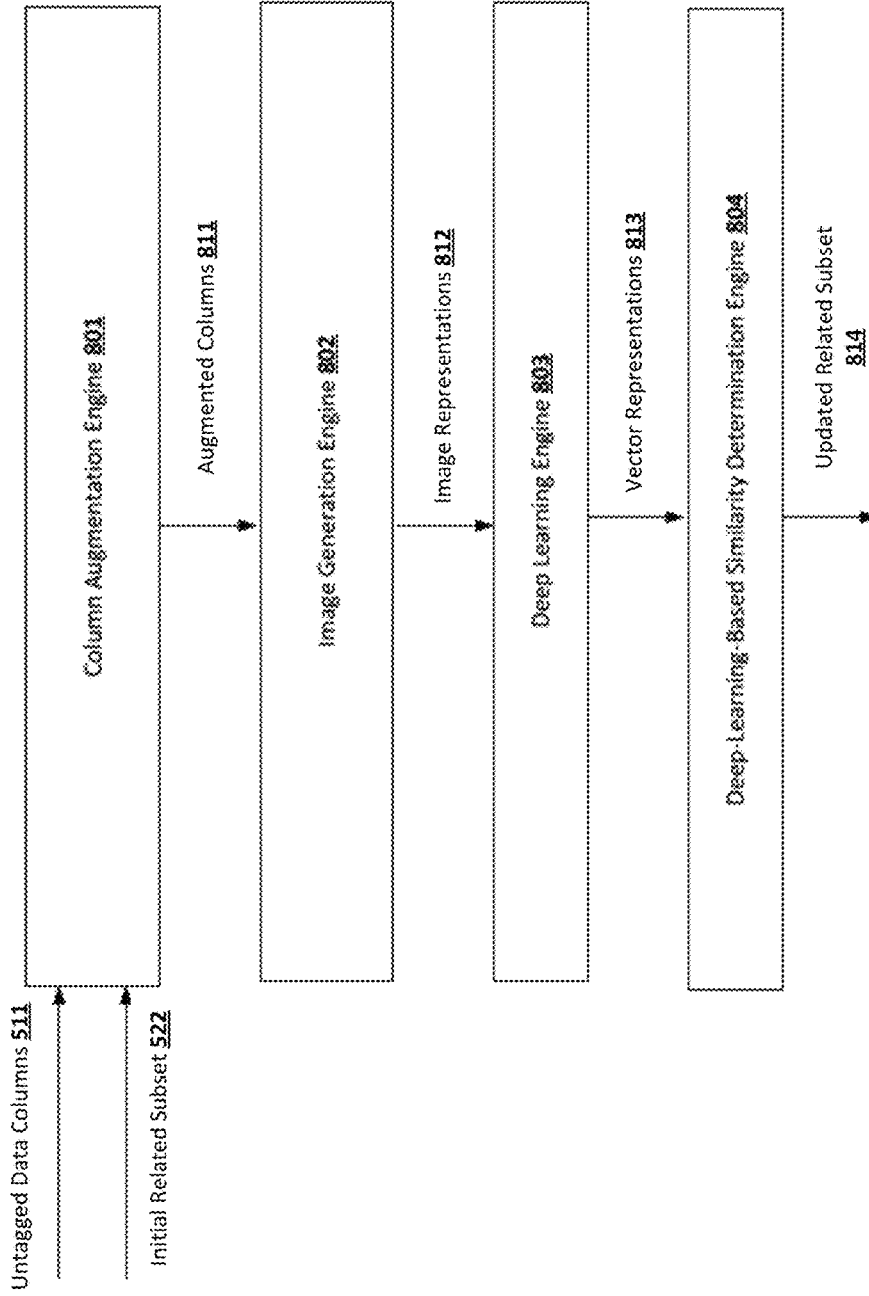 Untagged Data Columns 511
Initial Related Subset 522
Column Augmentation Engine 801
Augmented Columns 811
Image Generation Engine 802
Image Representations 812
Deep Learning Engine 803
Vector Representations 813
Deep-Learning-Based Similarity Determination Engine 804
Updated Related Subset
814